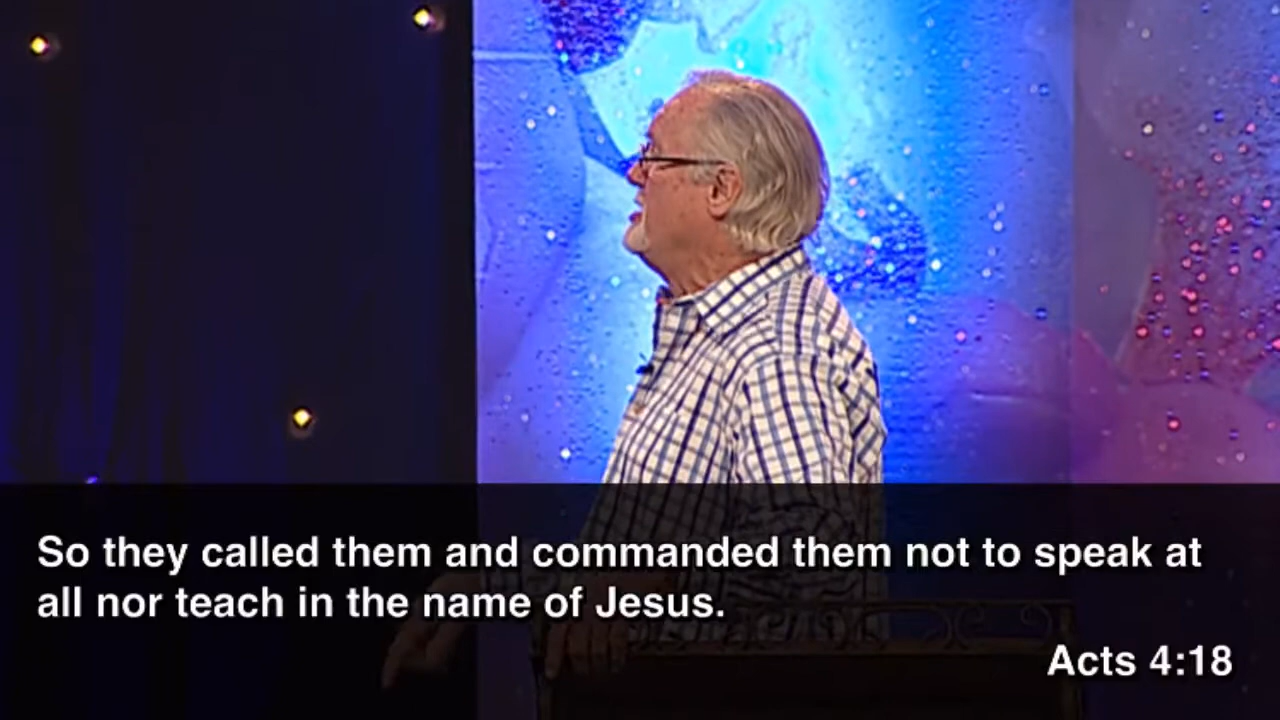 So they called them and commanded them not to speak at
all nor teach in the name of Jesus.
Acts 4:18